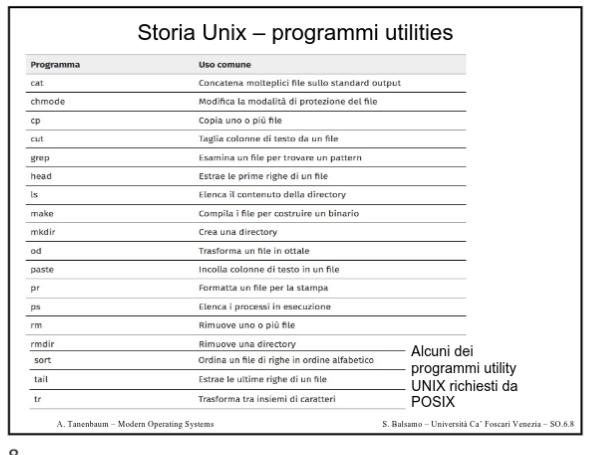 Storia Unix – programmi utilities
Programma Uso comune
cat Concatena molteplici file sullo standard output
chmode Modifica la modalità di protezione del file
cp Copia uno o più file
cut Taglia colonne di testo da un file
grep Esamina un file per trovare un pattern
head Estrae le prime righe di un file
ls Elenca il contenuto della directory
make Compila i file per costruire un binario
mkdir Crea una directory
od Trasforma un file in ottale
paste Incolla colonne di testo in un file
pr Formatta un file per la stampa
ps Elenca i processi in esecuzione
rm Rimuove uno o più file
rmdir Rimuove una directory
sort Ordina un file di righe in ordine alfabetico
tail Estrae le ultime righe di un file
tr Trasforma tra insiemi di caratteri
Alcuni dei
programmi utility
UNIX richiesti da
POSIX
A. Tanenbaum – Modern Operating Systems S. Balsamo – Università Ca' Foscari Venezia – SO.6.8